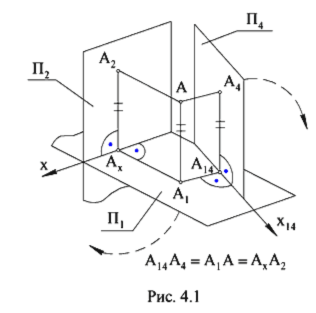 П₄
П₂
A₂
A
A₄
x
Aₓ
A₁₄
A₁
П₁
x₁₄
A₁₄A₄ = A₁A = AₓA₂
Рис. 4.1